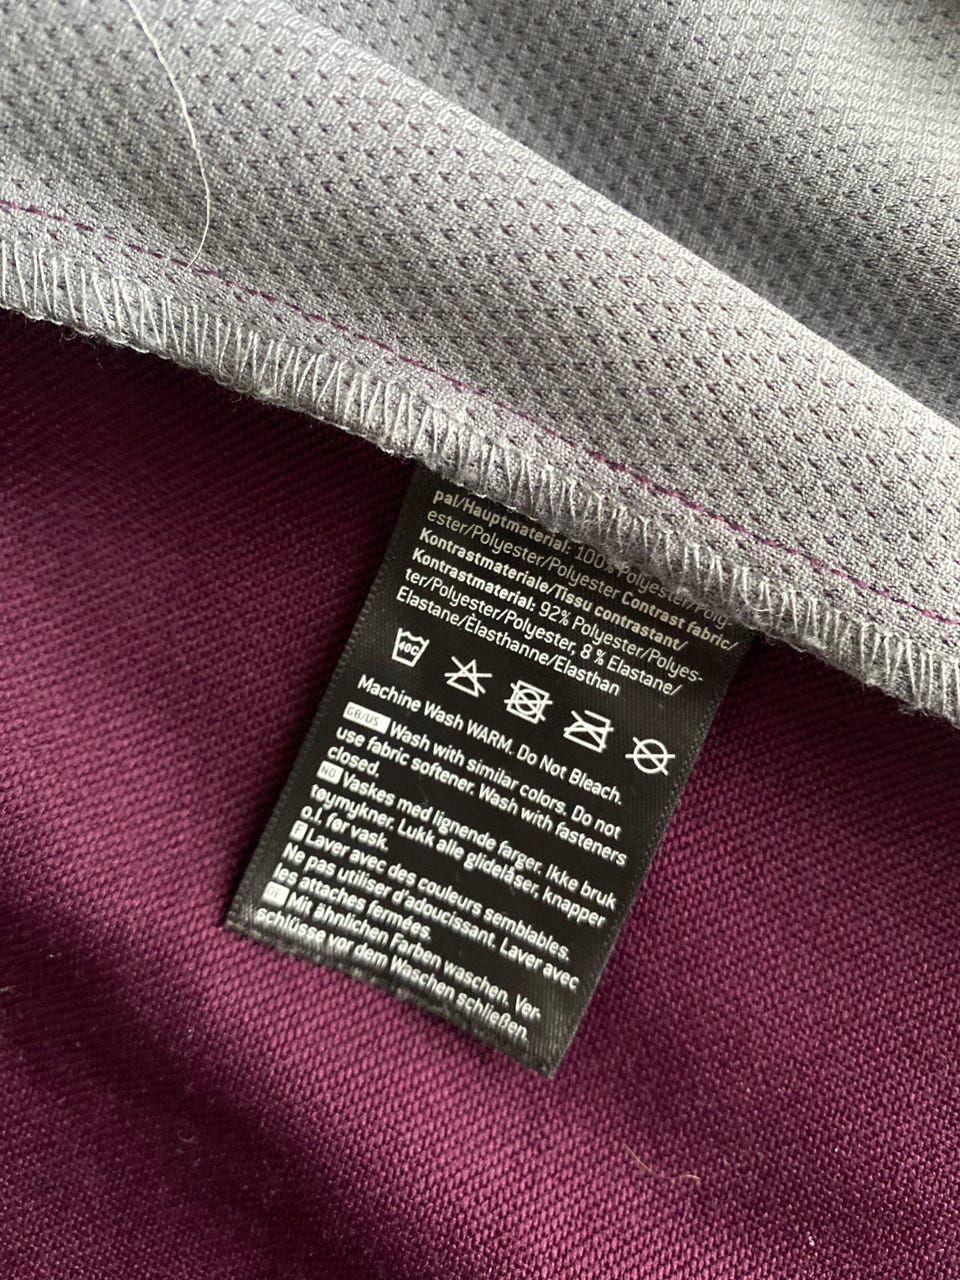 pal/Hauptmaterial: 100% Polyester/Poly-
ester/Polyester/Polyester Contrast fabric/
Kontrastmateriale/Tissu contrastant/
Kontrastmaterial: 92% Polyester/Polyes-
ter/Polyester/Polyester, 8% Elastane/
Elastane/Èlasthanne/Elasthan
40C
Machine Wash WARM. Do Not Bleach.
GB/US Wash with similar colors. Do not
use fabric softener. Wash with fasteners
closed.
NO Vaskes med lignende farger. Ikke bruk
tøymykner. Lukk alle glidelåser, knapper
o.l. før vask.
F Laver avec des couleurs semblables.
Ne pas utiliser d'adoucissant. Laver avec
les attaches fermées.
DE Mit ähnlichen Farben waschen. Ver-
schlüsse vor dem Waschen schließen.